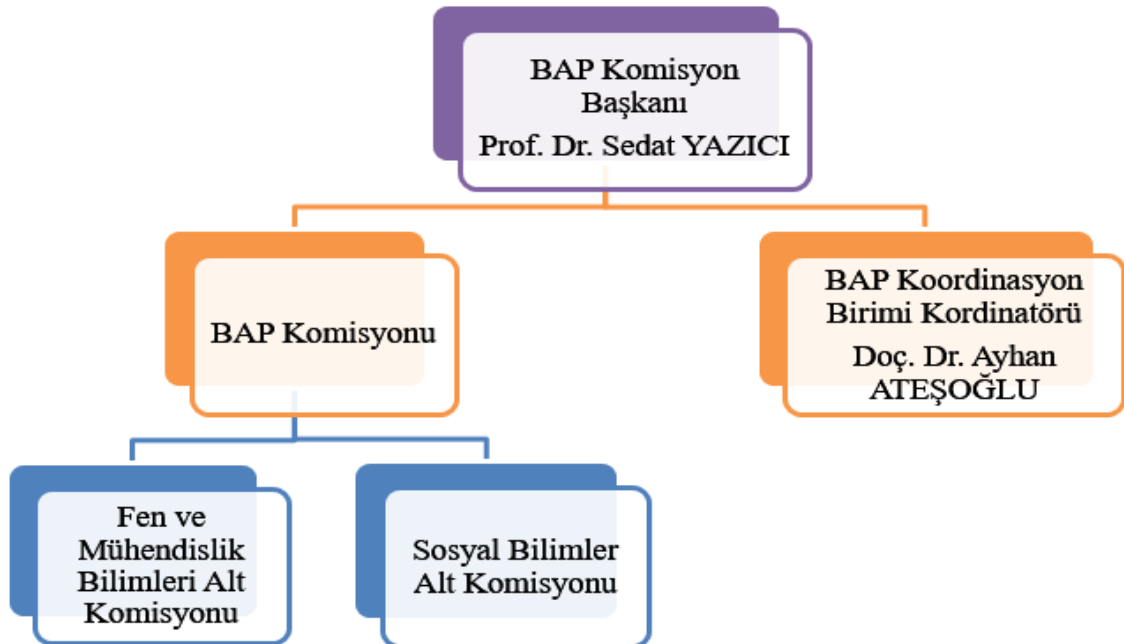 BAP Komisyon
Başkanı
Prof. Dr. Sedat YAZICI
BAP Komisyonu
BAP Koordinasyon
Birimi Kordinatörü
Doç. Dr. Ayhan
ATEŞOĞLU
Fen ve
Mühendislik
Bilimleri Alt
Komisyonu
Sosyal Bilimler
Alt Komisyonu